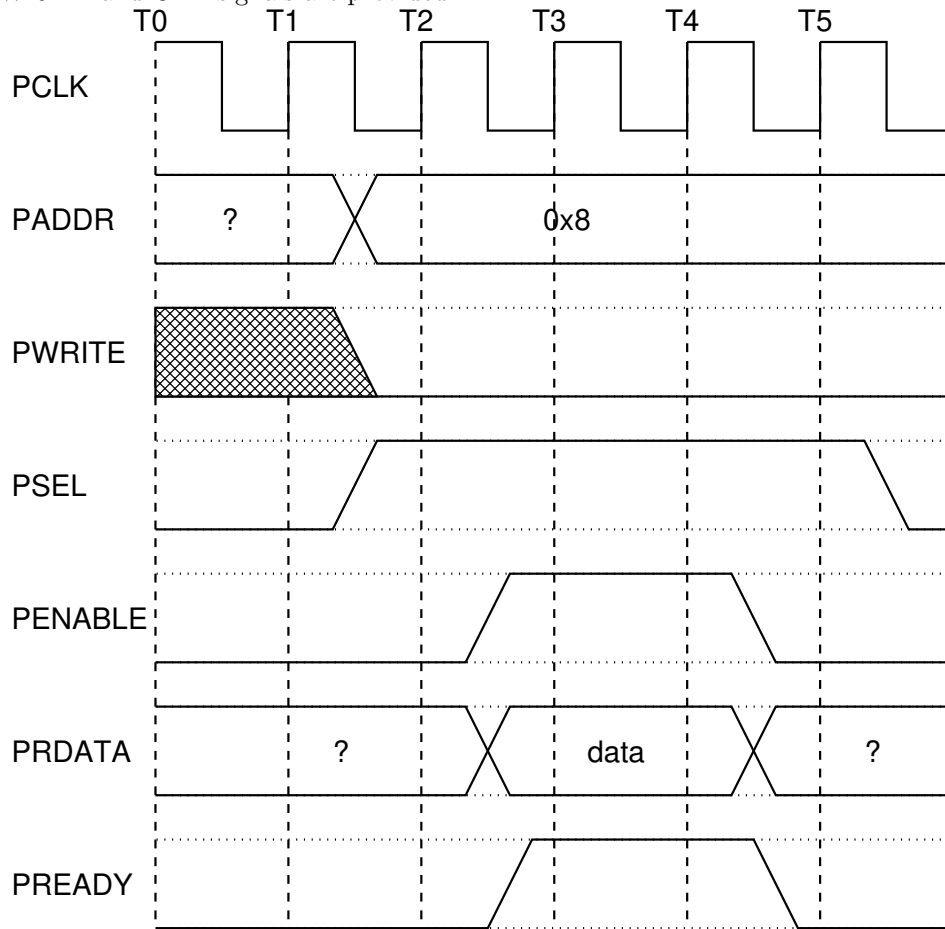 T0 T1 T2 T3 T4 T5
PCLK
PADDR ? 0x8
PWRITE
PSEL
PENABLE
PRDATA ? data ?
PREADY